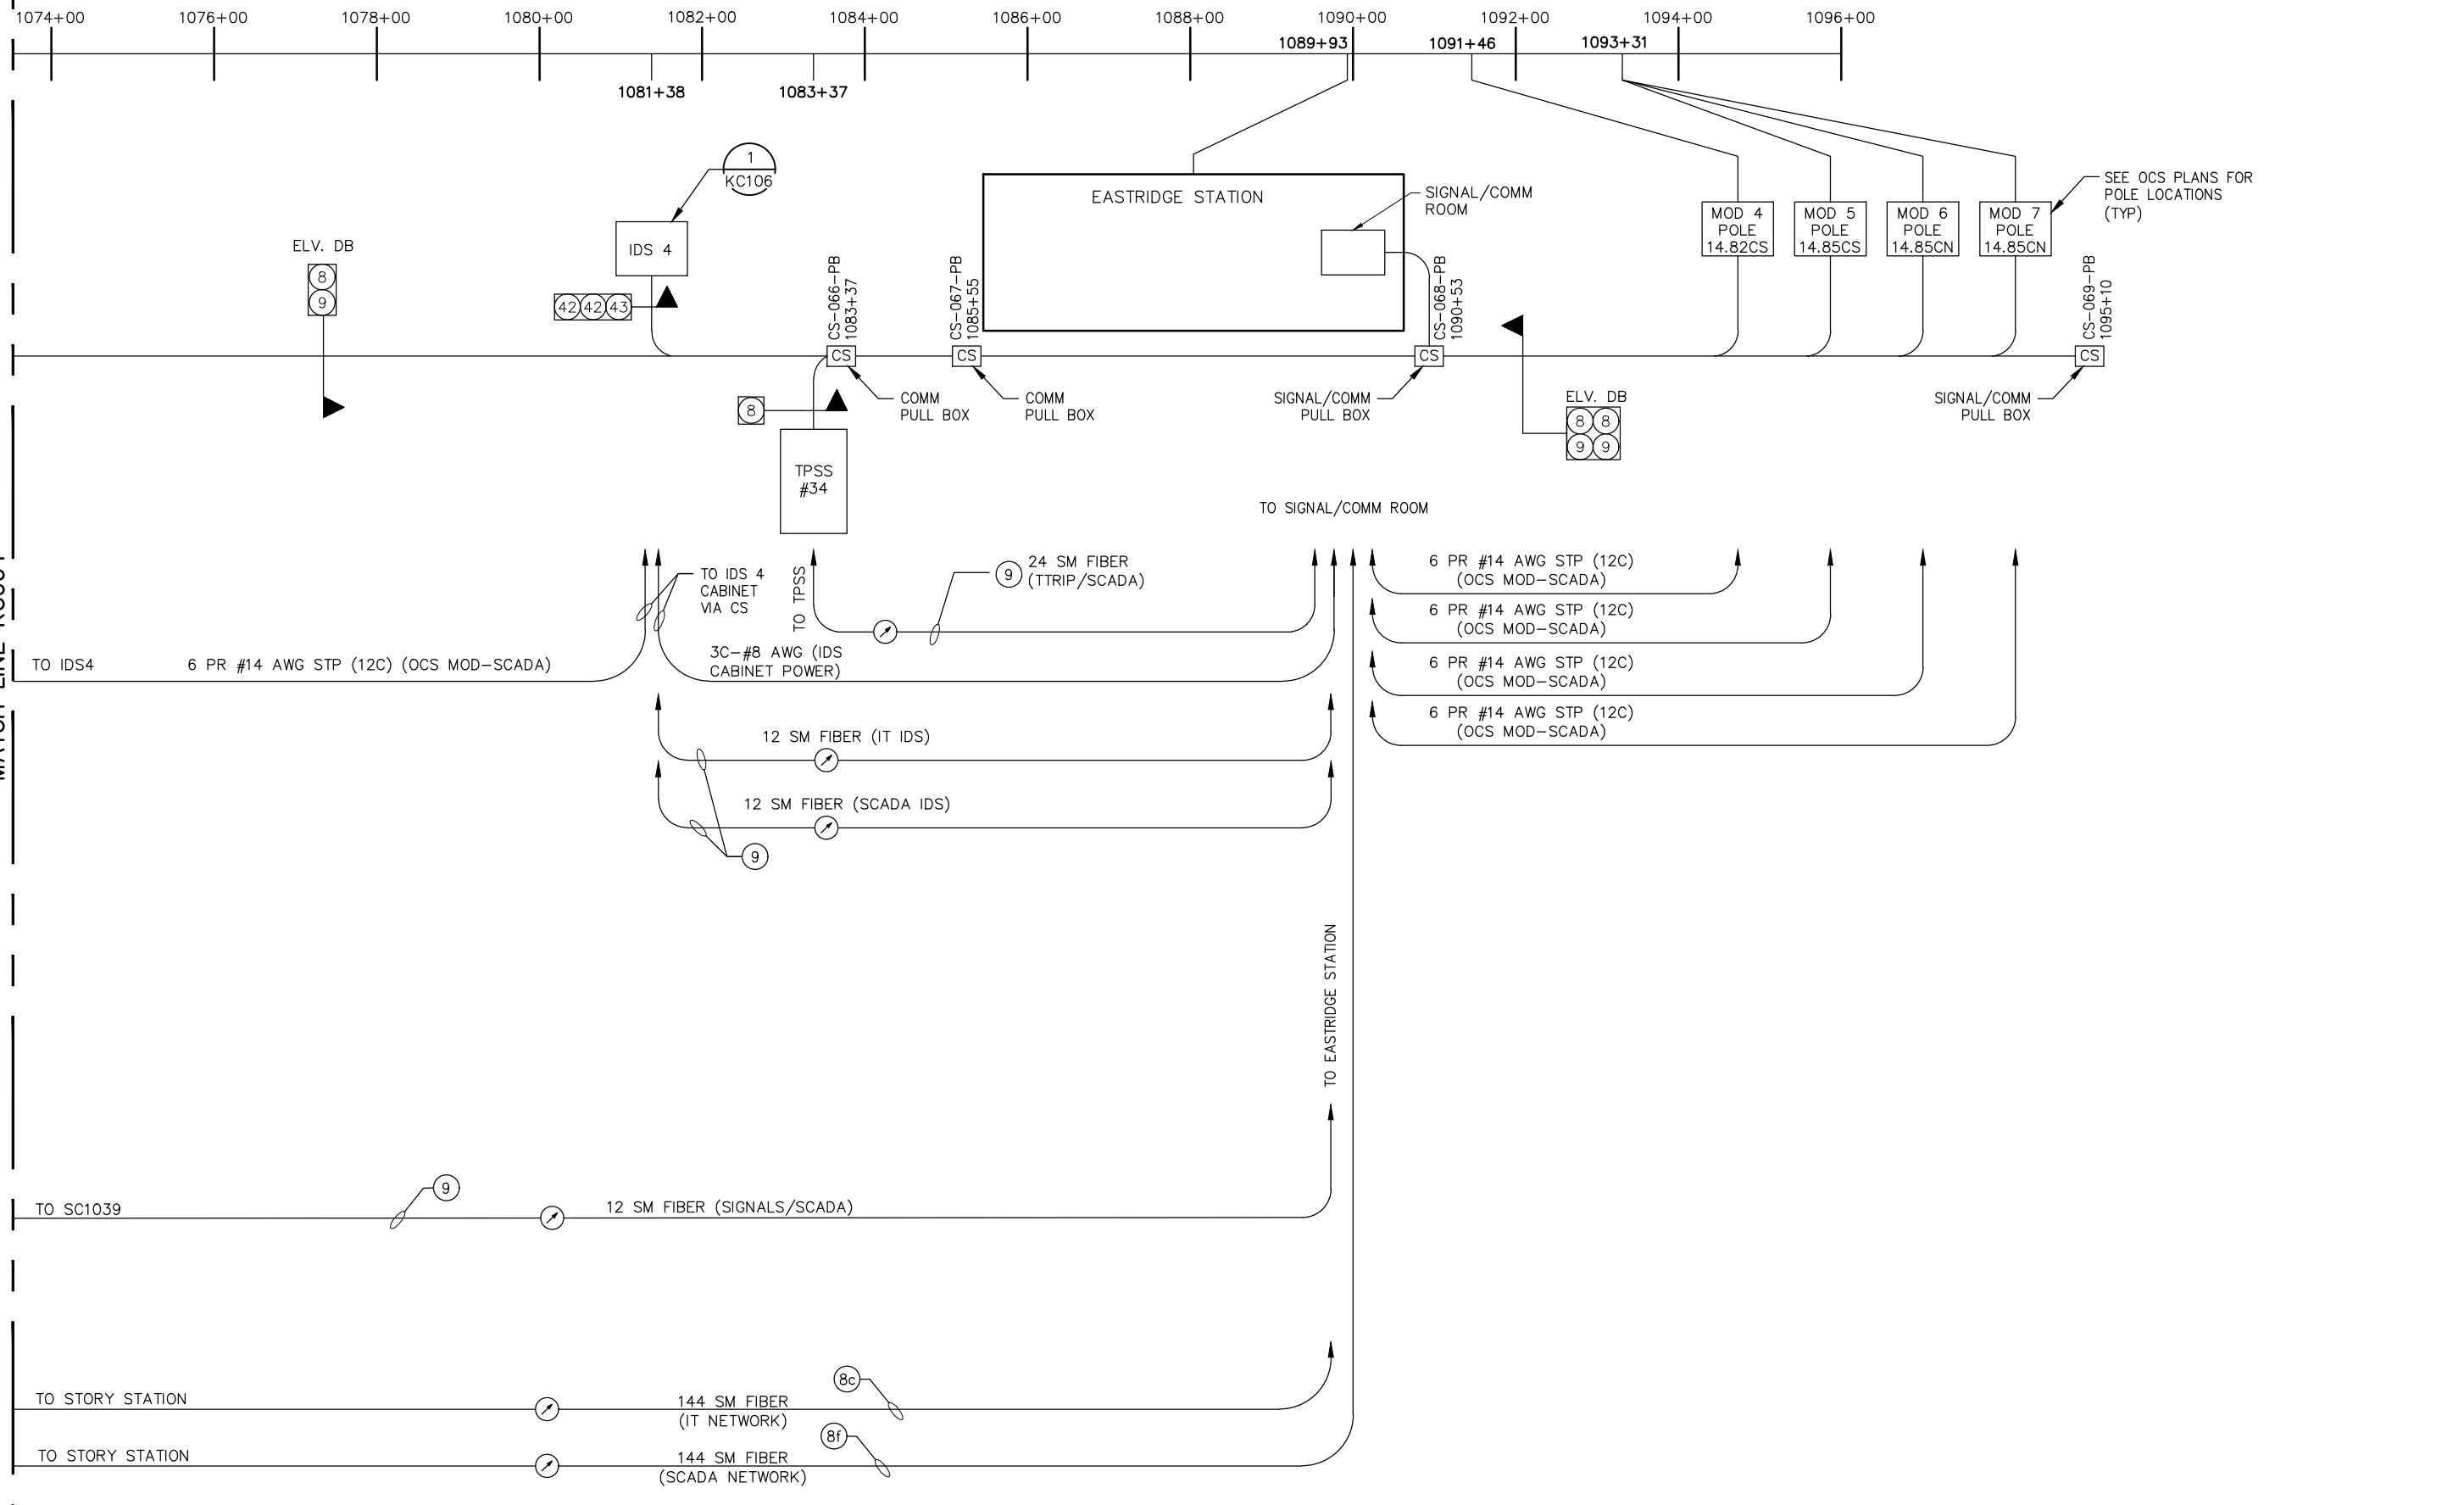 1074+00
1076+00
1078+00
1080+00
1082+00
1084+00
1086+00
1088+00
1090+00
1092+00
1094+00
1096+00
1089+93
1091+46
1093+31
1081+38
1083+37
1
KC106
IDS 4
ELV. DB
8
9
42 42 43
CS-066-PB
1083+37
CS-067-PB
1085+55
EASTRIDGE STATION
SIGNAL/COMM
ROOM
CS-068-PB
1090+53
MOD 4
POLE
14.82CS
MOD 5
POLE
14.85CS
MOD 6
POLE
14.85CN
MOD 7
POLE
14.85CN
SEE OCS PLANS FOR
POLE LOCATIONS
(TYP)
CS-069-PB
1095+10
CS
CS
CS
CS
COMM
PULL BOX
COMM
PULL BOX
SIGNAL/COMM
PULL BOX
SIGNAL/COMM
PULL BOX
8
TPSS
#34
ELV. DB
8 8
9 9
TO SIGNAL/COMM ROOM
TO IDS 4
CABINET
VIA CS
TO TPSS
9
24 SM FIBER
(TTRIP/SCADA)
6 PR #14 AWG STP (12C)
(OCS MOD-SCADA)
6 PR #14 AWG STP (12C)
(OCS MOD-SCADA)
6 PR #14 AWG STP (12C)
(OCS MOD-SCADA)
6 PR #14 AWG STP (12C)
(OCS MOD-SCADA)
TO IDS4
6 PR #14 AWG STP (12C) (OCS MOD-SCADA)
3C-#8 AWG (IDS
CABINET POWER)
12 SM FIBER (IT IDS)
12 SM FIBER (SCADA IDS)
9
TO EASTRIDGE STATION
9
TO SC1039
12 SM FIBER (SIGNALS/SCADA)
8c
TO STORY STATION
144 SM FIBER
(IT NETWORK)
8f
TO STORY STATION
144 SM FIBER
(SCADA NETWORK)